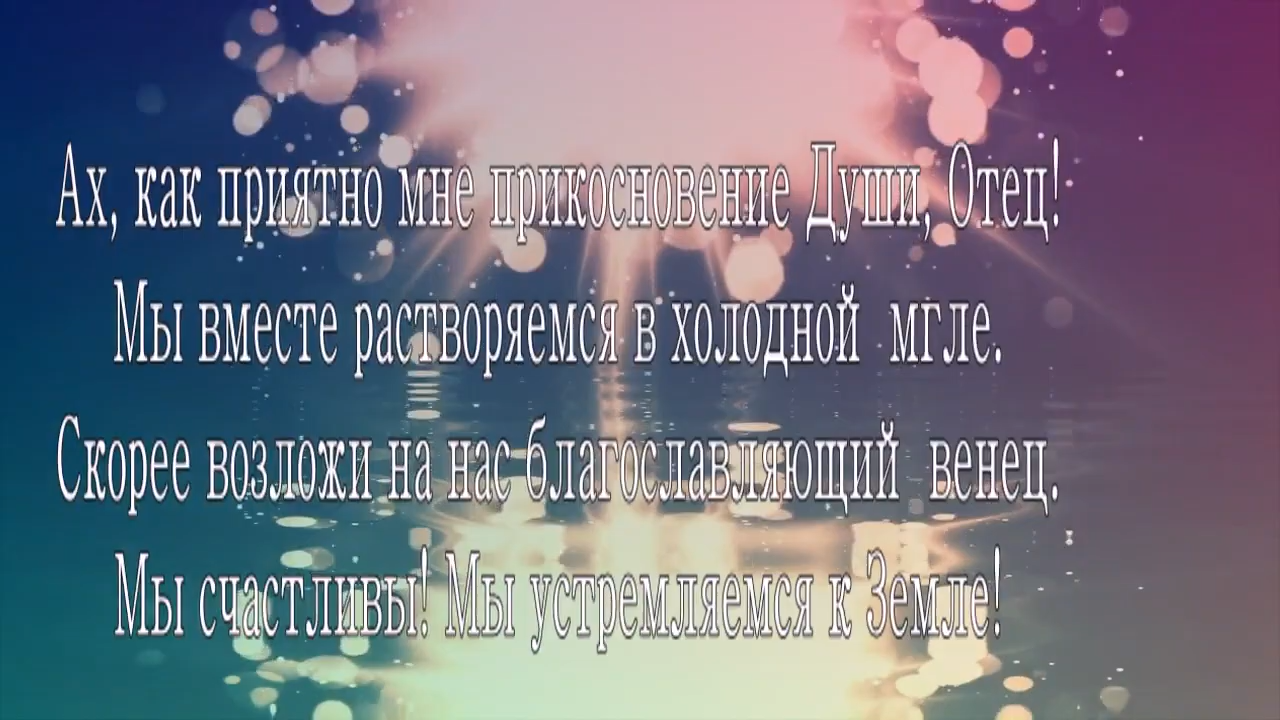 Ах, как приятно мне прикосновение Души, Отец!
Мы вместе растворяемся в холодной мгле.
Скорее возложи на нас благославляющий венец.
Мы счастливы! Мы устремляемся к Земле!